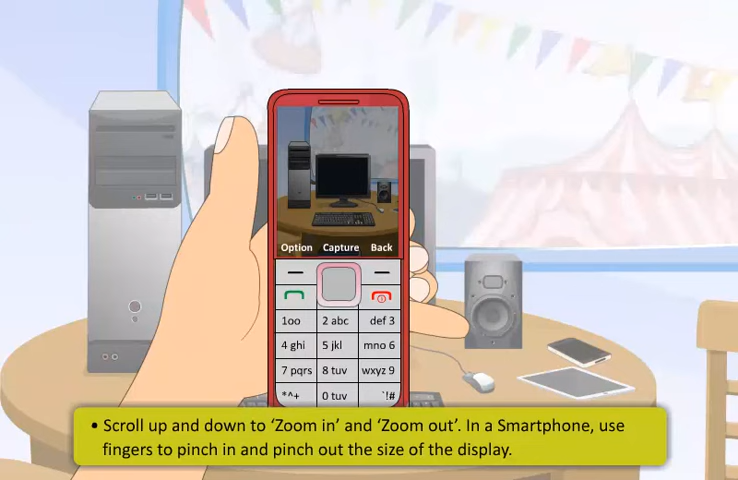 Option Capture Back
1oo 2 abc def 3
4 ghi 5 jkl mno 6
7 pqrs 8 tuv wxyz 9
*^+ 0 tuv `!#
• Scroll up and down to ‘Zoom in’ and ‘Zoom out’. In a Smartphone, use
fingers to pinch in and pinch out the size of the display.